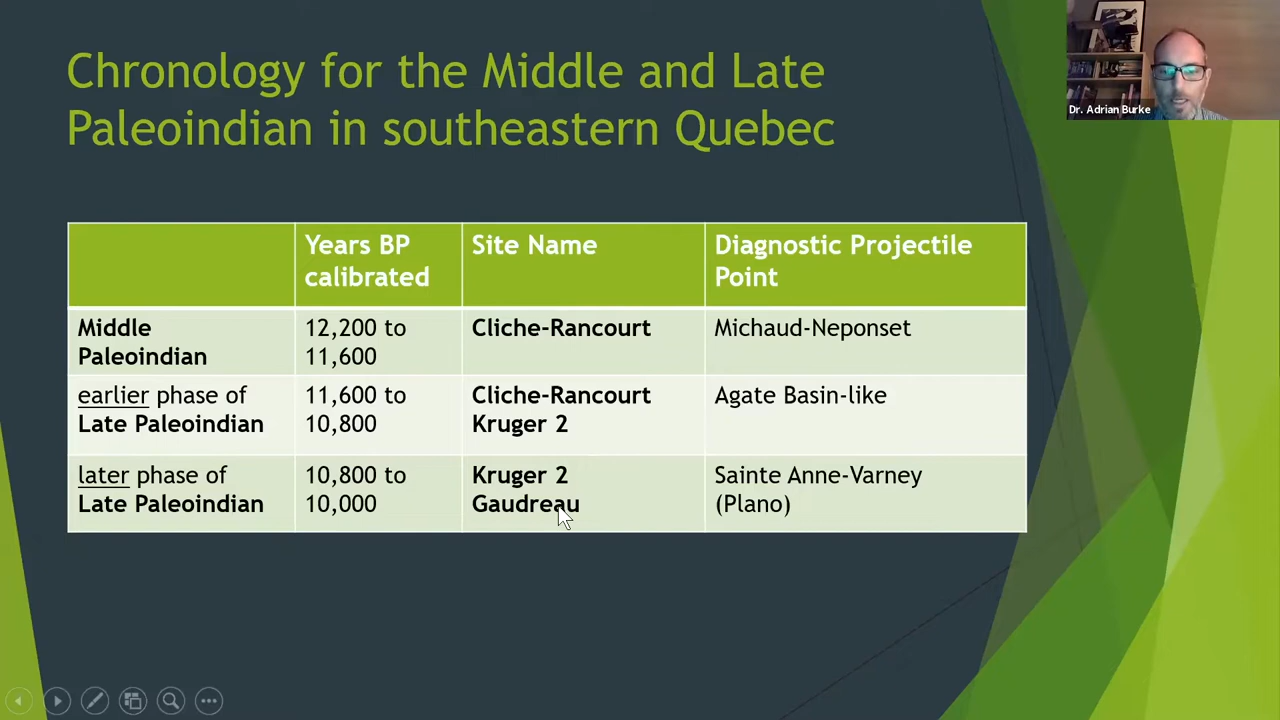 Chronology for the Middle and Late
Paleoindian in southeastern Quebec
Dr. Adrian Burke
Years BP
calibrated
Site Name
Diagnostic Projectile
Point
Middle
Paleoindian
12,200 to
11,600
Cliche-Rancourt
Michaud-Neponset
earlier phase of
Late Paleoindian
11,600 to
10,800
Cliche-Rancourt
Kruger 2
Agate Basin-like
later phase of
Late Paleoindian
10,800 to
10,000
Kruger 2
Gaudreau
Sainte Anne-Varney
(Plano)